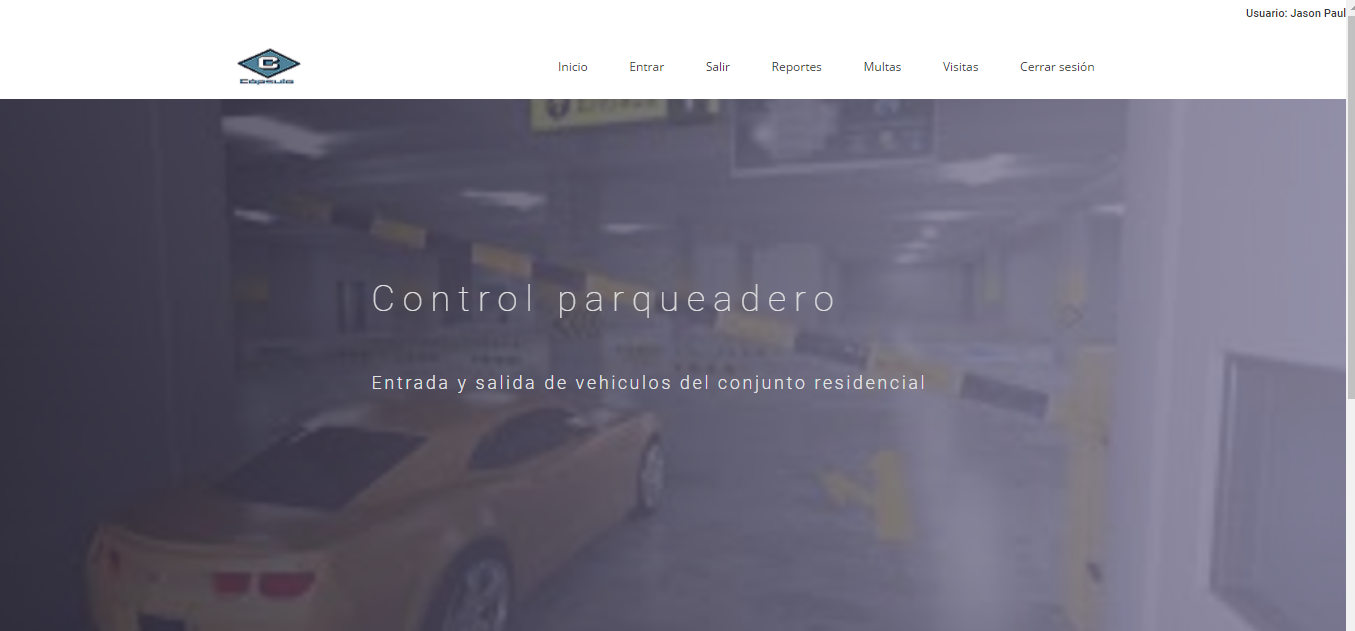 Usuario: Jason Paul
Cápsula
Inicio Entrar Salir Reportes Multas Visitas Cerrar sesión
Control parqueadero
Entrada y salida de vehiculos del conjunto residencial